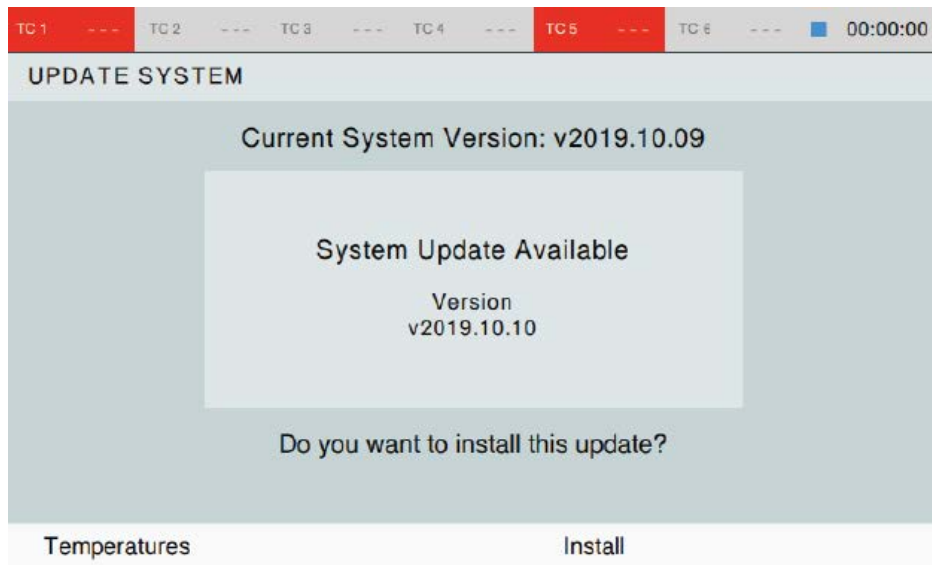 TC 1 --- TC 2 --- TC 3 --- TC 4 --- TC 5 --- TC 6 --- 00:00:00
UPDATE SYSTEM
Current System Version: v2019.10.09
System Update Available
Version
v2019.10.10
Do you want to install this update?
Temperatures Install